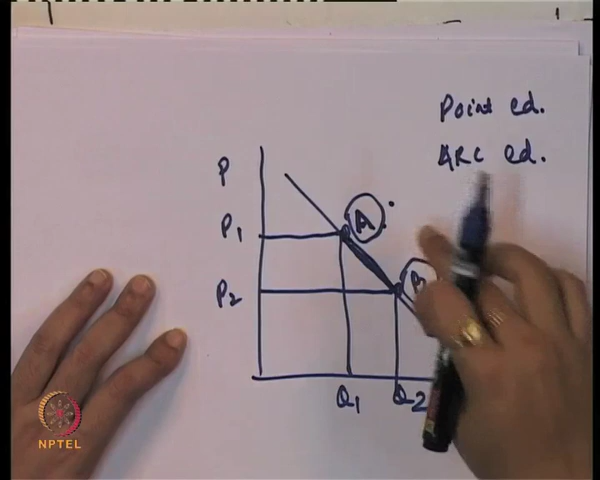 Point ed.
ARC ed.
P
A
P1
B
P2
Q1 Q2
NPTEL